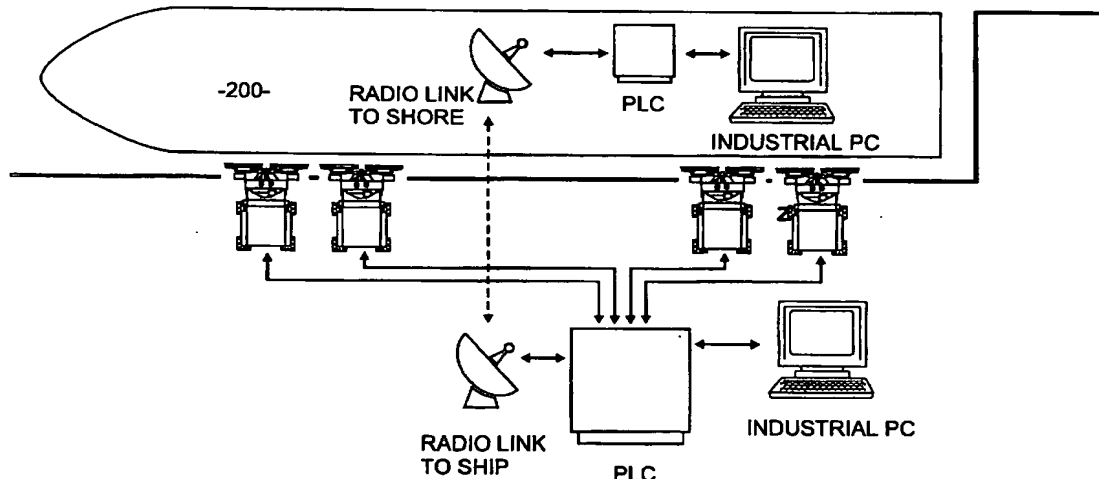 -200-
RADIO LINK
TO SHORE
PLC
INDUSTRIAL PC
RADIO LINK
TO SHIP
PLC
INDUSTRIAL PC